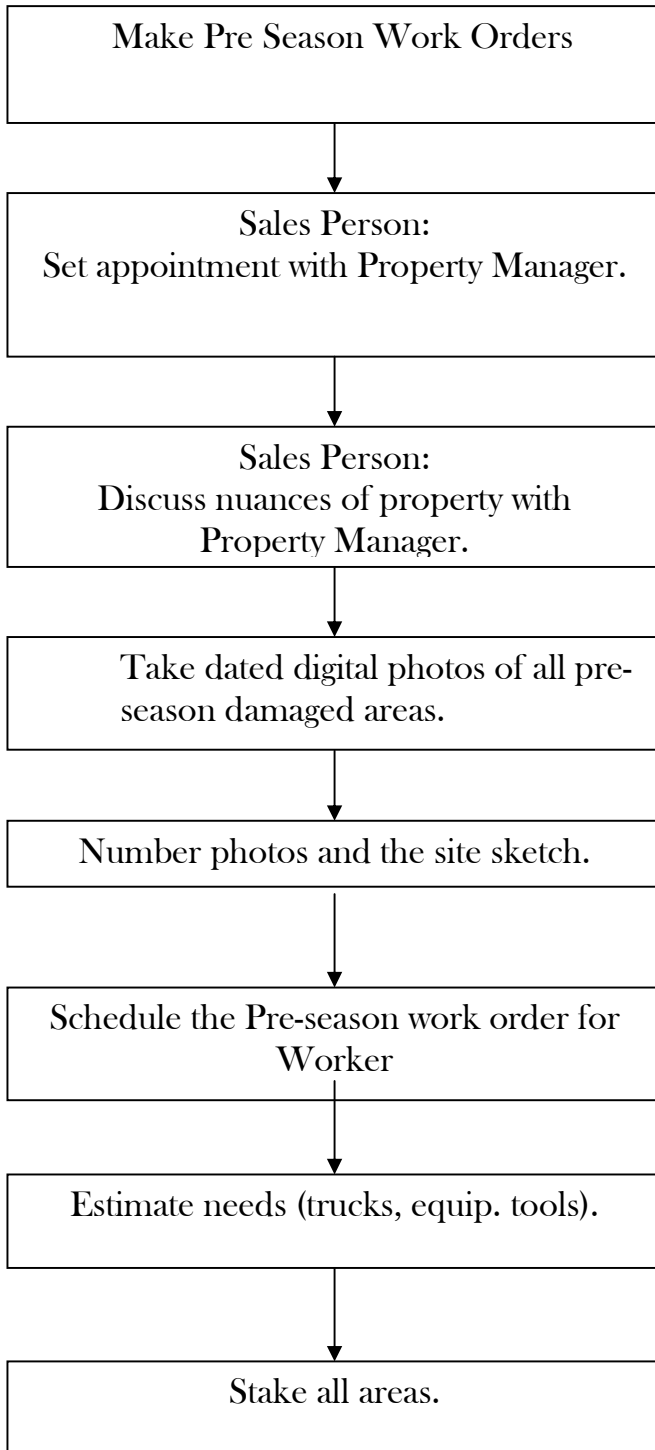 Make Pre Season Work Orders
Sales Person:
Set appointment with Property Manager.
Sales Person:
Discuss nuances of property with
Property Manager.
Take dated digital photos of all pre-
season damaged areas.
Number photos and the site sketch.
Schedule the Pre-season work order for
Worker
Estimate needs (trucks, equip. tools).
Stake all areas.